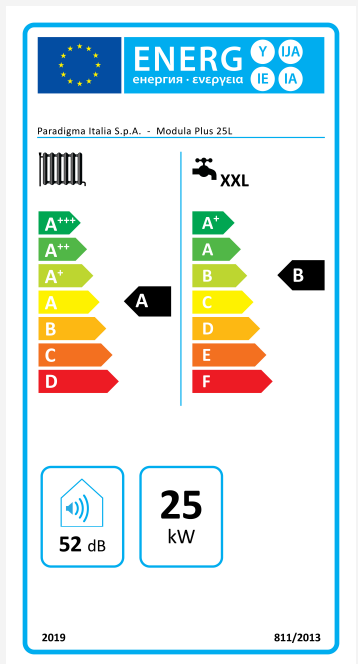 ENERG Y IJA
енергия · ενεργεια IE IA
Paradigma Italia S.p.A. - Modula Plus 25L
XXL
A+++
A++
A+
A
B
C
D
A
A+
A
B
C
D
E
F
B
52 dB
25
kW
2019 811/2013